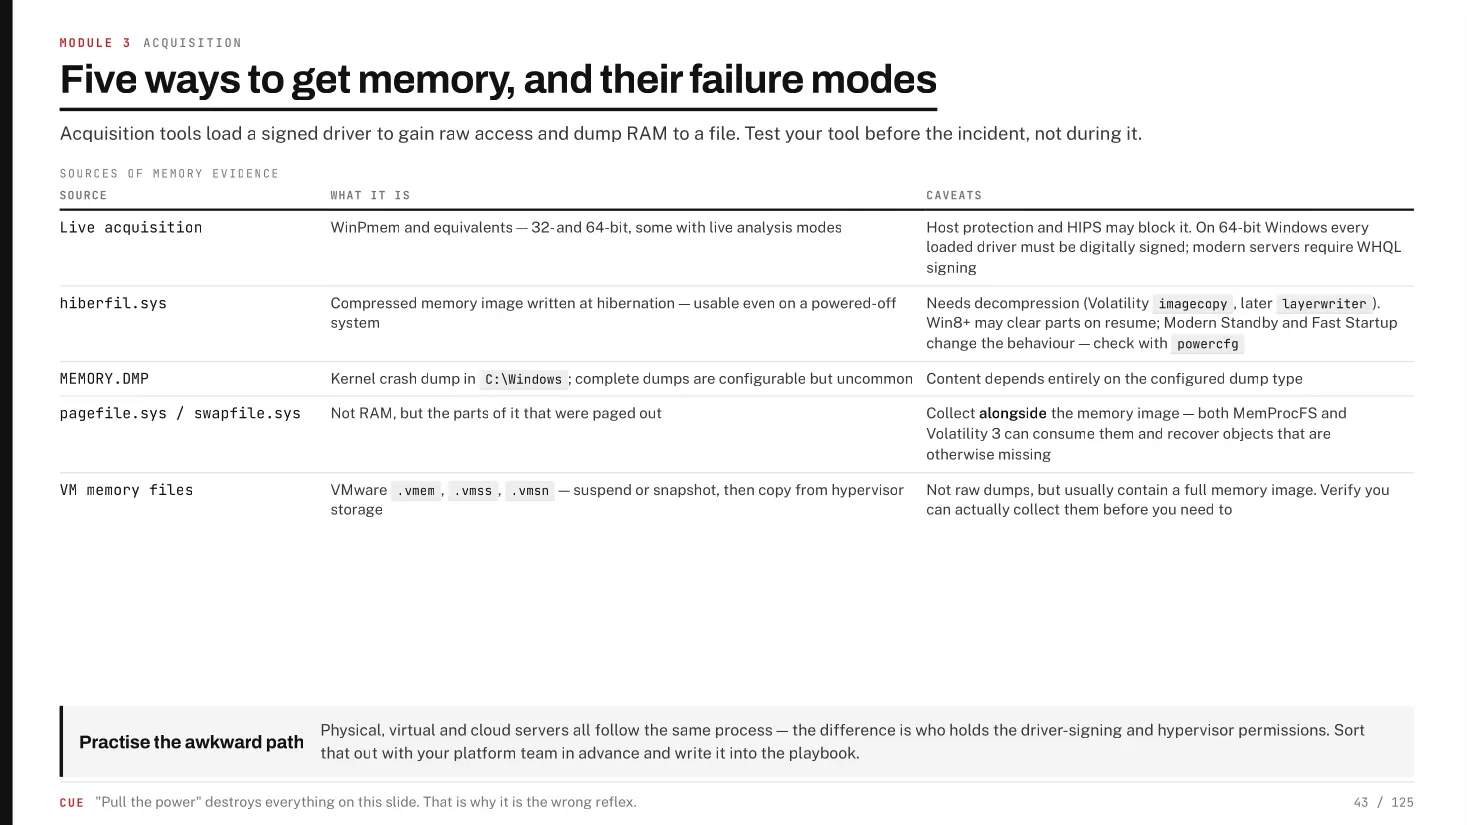 MODULE 3 ACQUISITION
Five ways to get memory, and their failure modes
Acquisition tools load a signed driver to gain raw access and dump RAM to a file. Test your tool before the incident, not during it.
SOURCES OF MEMORY EVIDENCE
SOURCE WHAT IT IS CAVEATS
Live acquisition
WinPmem and equivalents — 32- and 64-bit, some with live analysis modes
Host protection and HIPS may block it. On 64-bit Windows every
loaded driver must be digitally signed; modern servers require WHQL
signing
hiberfil.sys
Compressed memory image written at hibernation — usable even on a powered-off
system
Needs decompression (Volatility imagecopy, later layerwriter).
Win8+ may clear parts on resume; Modern Standby and Fast Startup
change the behaviour — check with powercfg
MEMORY.DMP
Kernel crash dump in C:\Windows; complete dumps are configurable but uncommon
Content depends entirely on the configured dump type
pagefile.sys / swapfile.sys
Not RAM, but the parts of it that were paged out
Collect alongside the memory image — both MemProcFS and
Volatility 3 can consume them and recover objects that are
otherwise missing
VM memory files
VMware .vmem, .vmss, .vmsn — suspend or snapshot, then copy from hypervisor
storage
Not raw dumps, but usually contain a full memory image. Verify you
can actually collect them before you need to
Practise the awkward path
Physical, virtual and cloud servers all follow the same process — the difference is who holds the driver-signing and hypervisor permissions. Sort
that out with your platform team in advance and write it into the playbook.
CUE "Pull the power" destroys everything on this slide. That is why it is the wrong reflex.
43 / 125